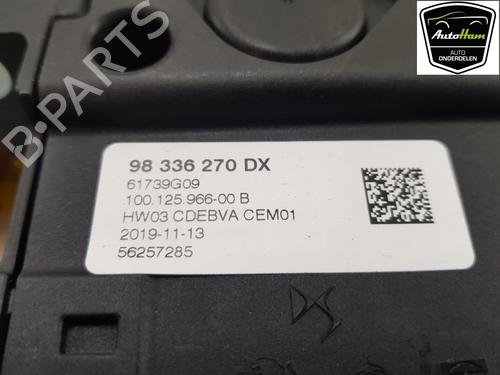 AutoHam
AUTO
ONDERDELEN
B-PARTS
98 336 270 DX
61739G09
100.125.966-00 B
HW03 CDEBVA CEM01
2019-11-13
56257285